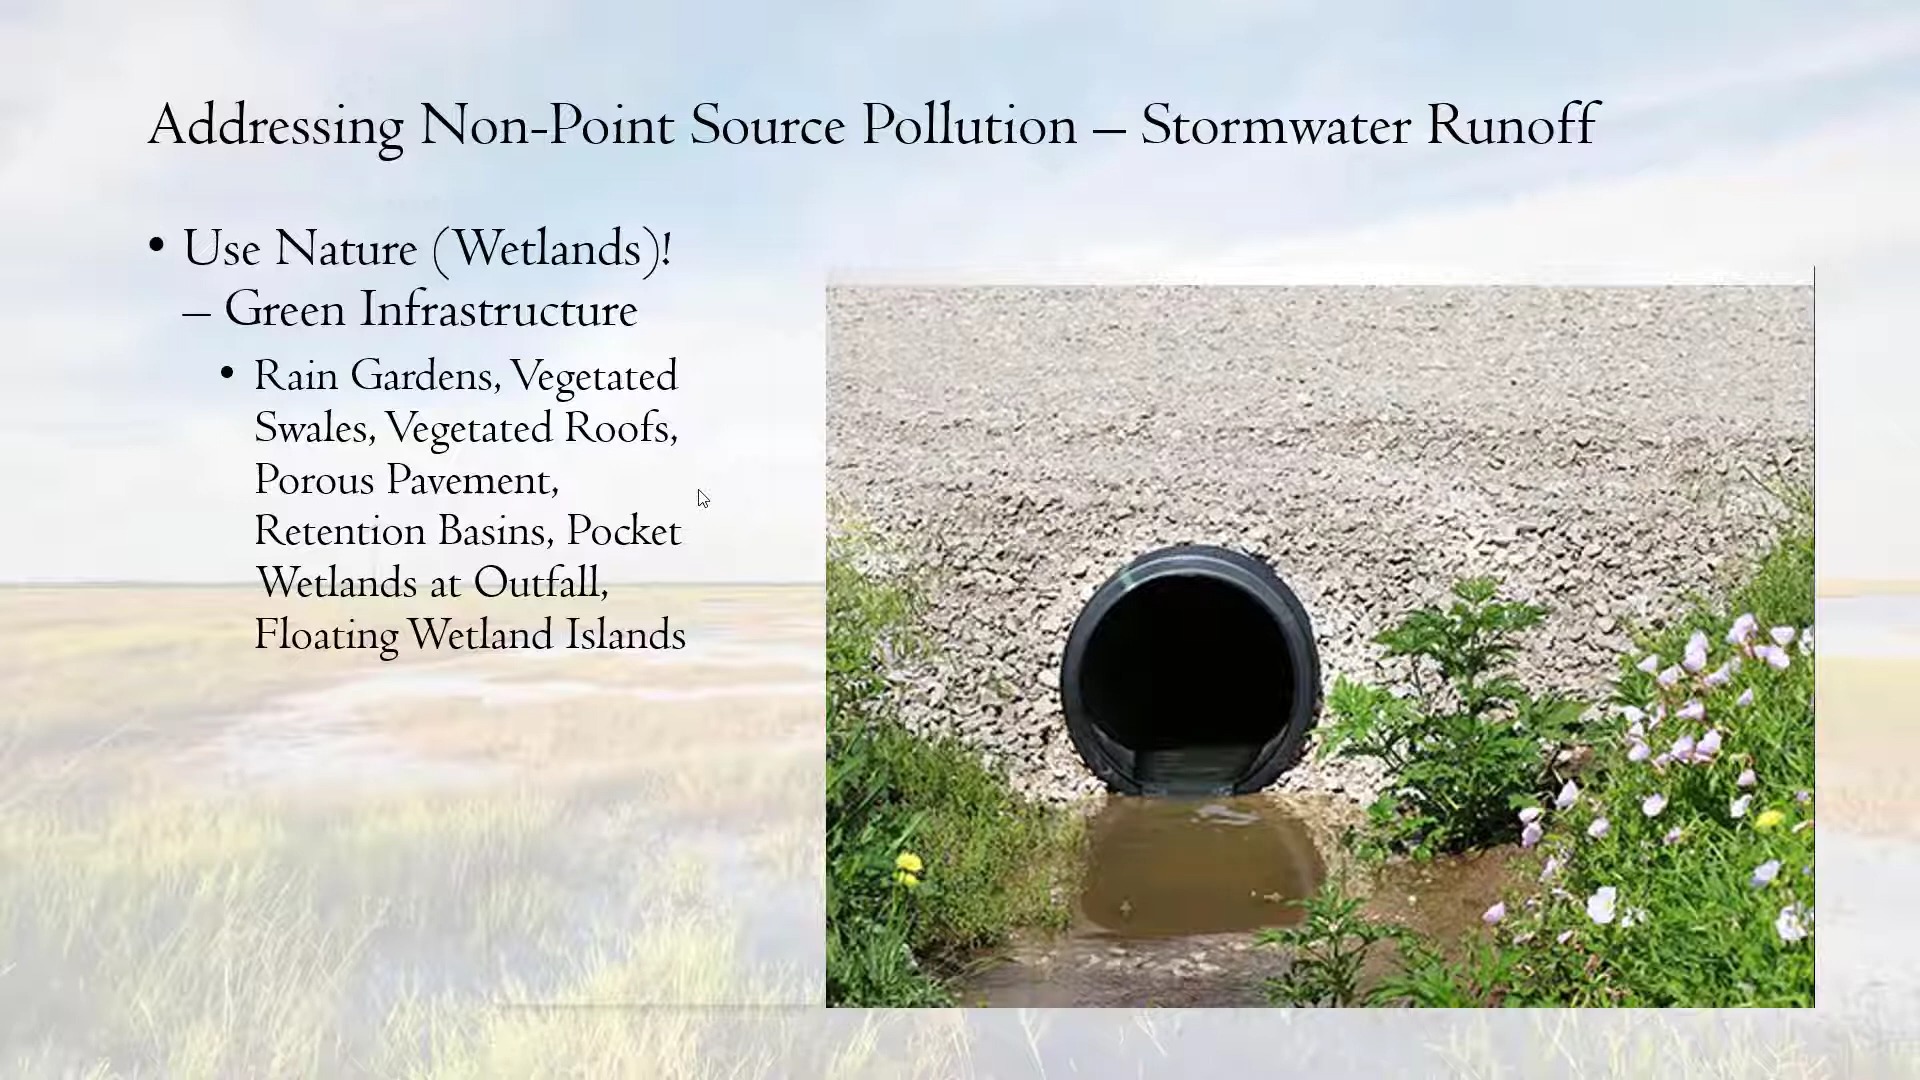 Addressing Non-Point Source Pollution – Stormwater Runoff
• Use Nature (Wetlands)!
– Green Infrastructure
• Rain Gardens, Vegetated
Swales, Vegetated Roofs,
Porous Pavement,
Retention Basins, Pocket
Wetlands at Outfall,
Floating Wetland Islands